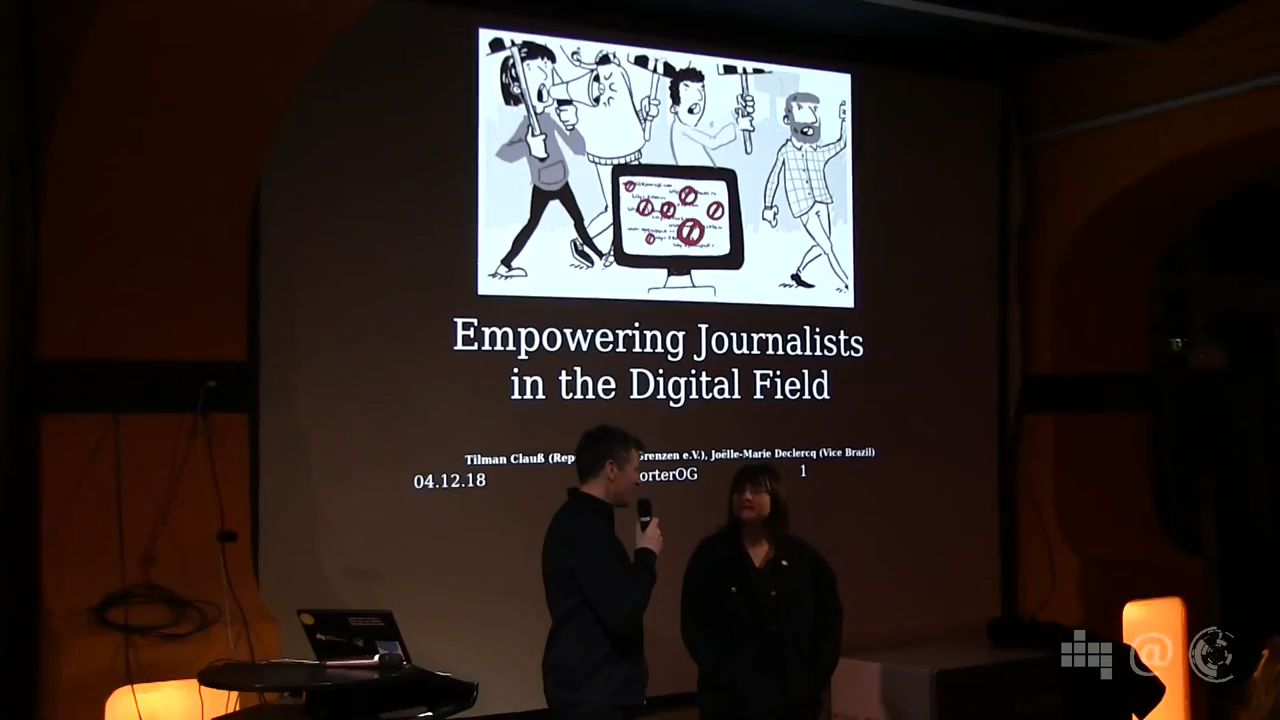 Empowering Journalists
in the Digital Field
Tilman Clauß (Rep Grenzen e.V.), Joëlle-Marie Declercq (Vice Brazil)
04.12.18 orterOG 1
@